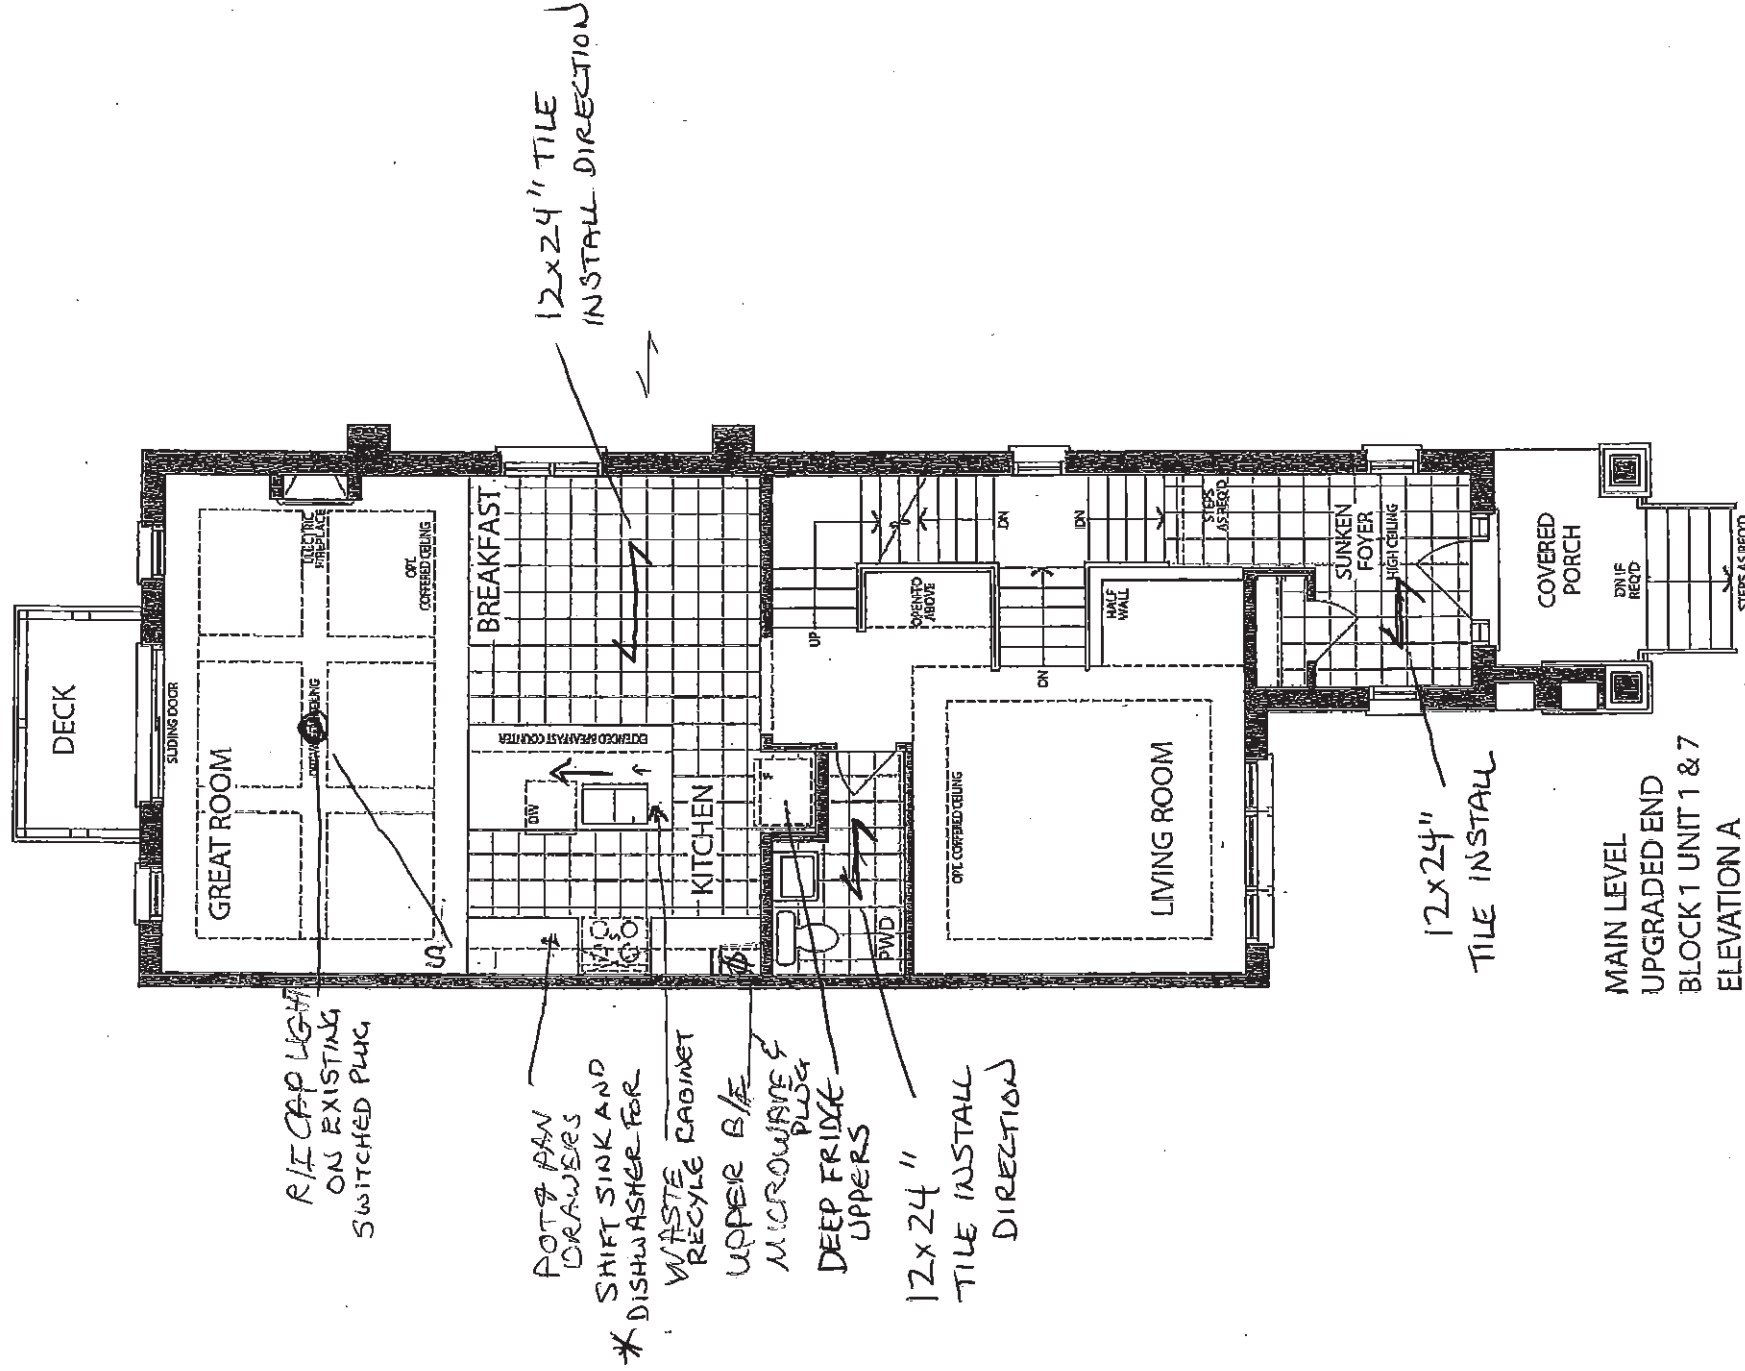 12x24" TILE
INSTALL DIRECTION
DECK
SLIDING DOOR
GREAT ROOM
ELECTRIC
FIREPLACE
OPT.
COFFERED CEILING
S
R/I CAP LIGHT
ON EXISTING
SWITCHED PLUG
BREAKFAST
EXTENDED BREAKFAST COUNTER
DW
KITCHEN
F
S
POT & PAN
DRAWERS
SHIFT SINK AND
* DISHWASHER FOR
WASTE
RECYLE CABINET
UPPER B/I
MICROWAVE &
PLUG
DEEP FRIDGE
UPPERS
12x24"
TILE INSTALL
DIRECTION
PWD
UP
OPEN TO
ABOVE
DN
DN
DN
HALF
WALL
STEPS
AS REQ'D
OPT. COFFERED CEILING
LIVING ROOM
SUNKEN
FOYER
HIGH CEILING
12x24"
TILE INSTALL
COVERED
PORCH
DN IF
REQ'D
STEPS AS REQ'D
MAIN LEVEL
UPGRADED END
BLOCK 1 UNIT 1 & 7
ELEVATION A